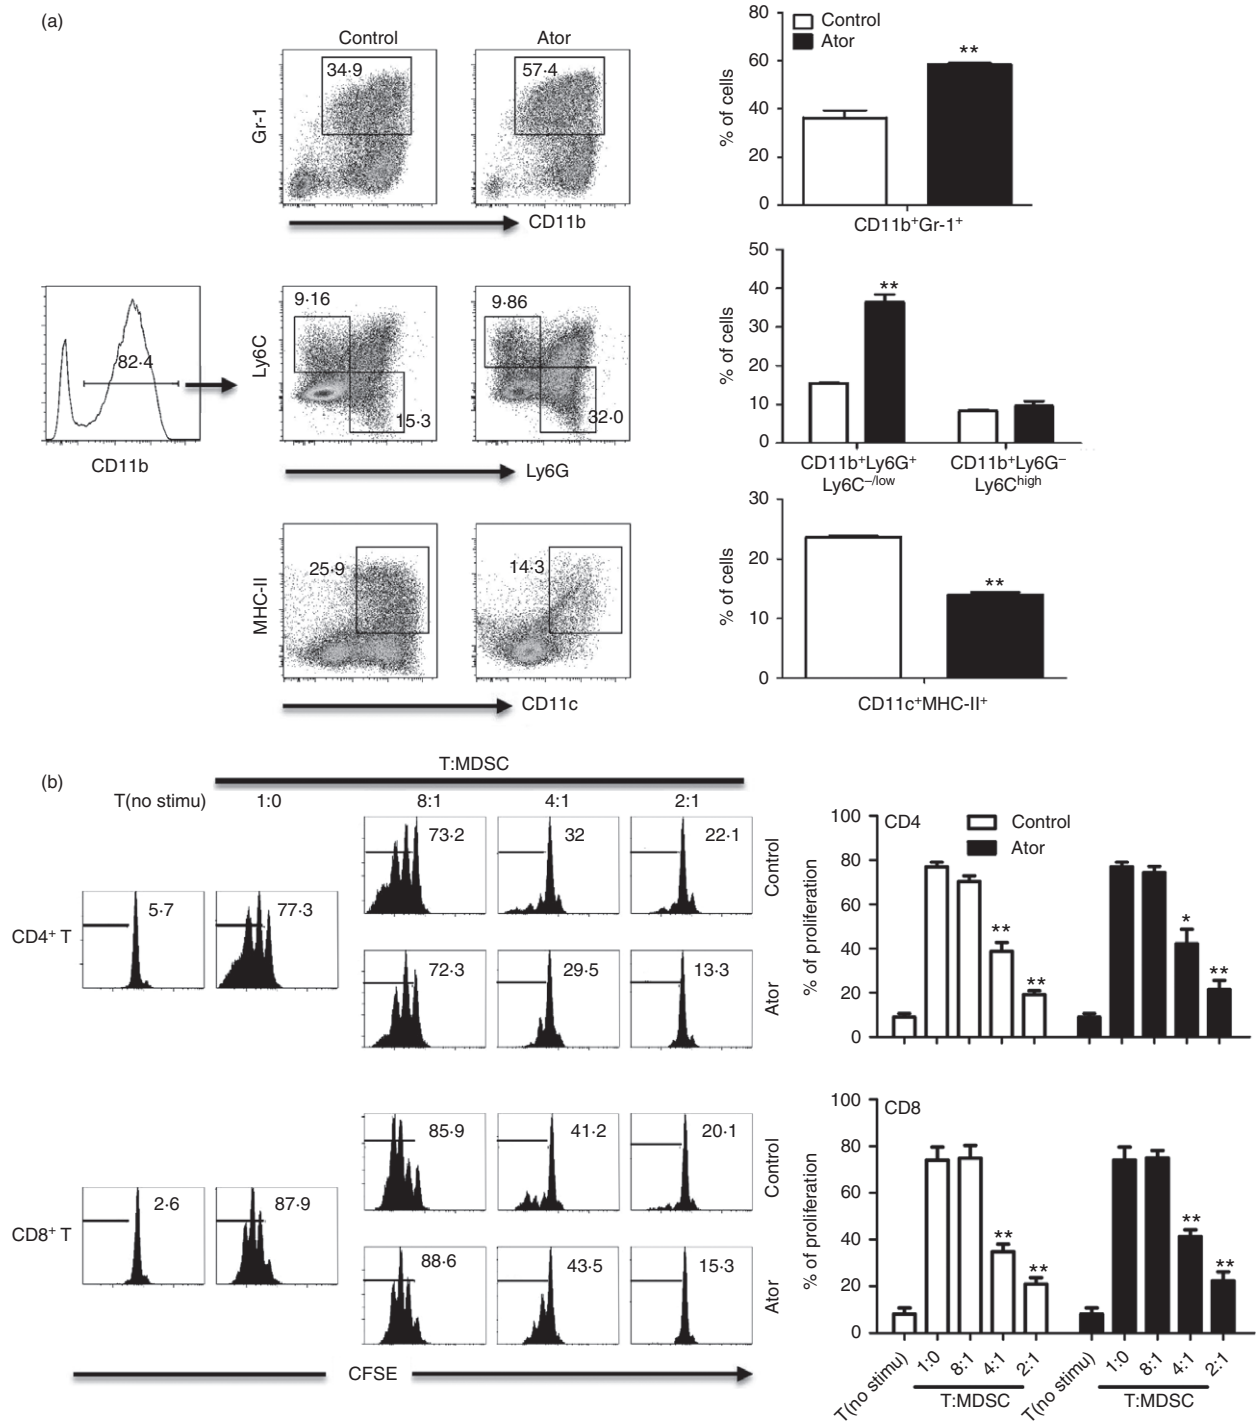 (a)
Control
Ator
34·9
57·4
Gr-1
CD11b
80
60
40
20
0
% of cells
Control
Ator
**
CD11b⁺Gr-1⁺
82·4
CD11b
9·16
15·3
9·86
32·0
Ly6C
Ly6G
50
40
30
20
10
0
% of cells
**
CD11b⁺Ly6G⁺
Ly6C⁻/ˡᵒʷ
CD11b⁺Ly6G⁻
Ly6Cʰⁱᵍʰ
25·9
14·3
MHC-II
CD11c
30
20
10
0
% of cells
**
CD11c⁺MHC-II⁺
(b)
T:MDSC
T(no stimu)
1:0
8:1
4:1
2:1
CD4⁺ T
5·7
77·3
73·2
32
22·1
Control
72·3
29·5
13·3
Ator
CD8⁺ T
2·6
87·9
85·9
41·2
20·1
Control
88·6
43·5
15·3
Ator
CFSE
100
80
60
40
20
0
% of proliferation
CD4
Control
Ator
**
**
*
**
100
80
60
40
20
0
% of proliferation
CD8
**
**
**
**
T(no stimu)
1:0
8:1
4:1
2:1
T:MDSC
T(no stimu)
1:0
8:1
4:1
2:1
T:MDSC